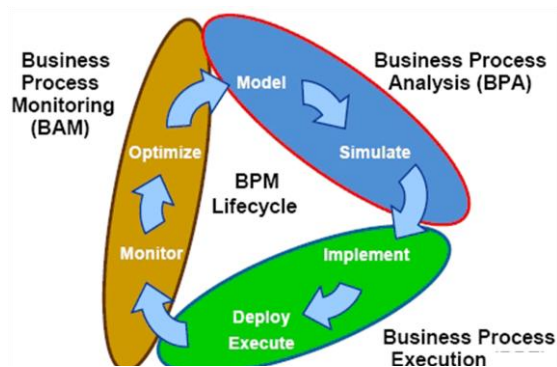 Business
Process
Monitoring
(BAM)
Business Process
Analysis (BPA)
Model
Simulate
Optimize
BPM
Lifecycle
Monitor
Implement
Deploy
Execute
Business Process
Execution